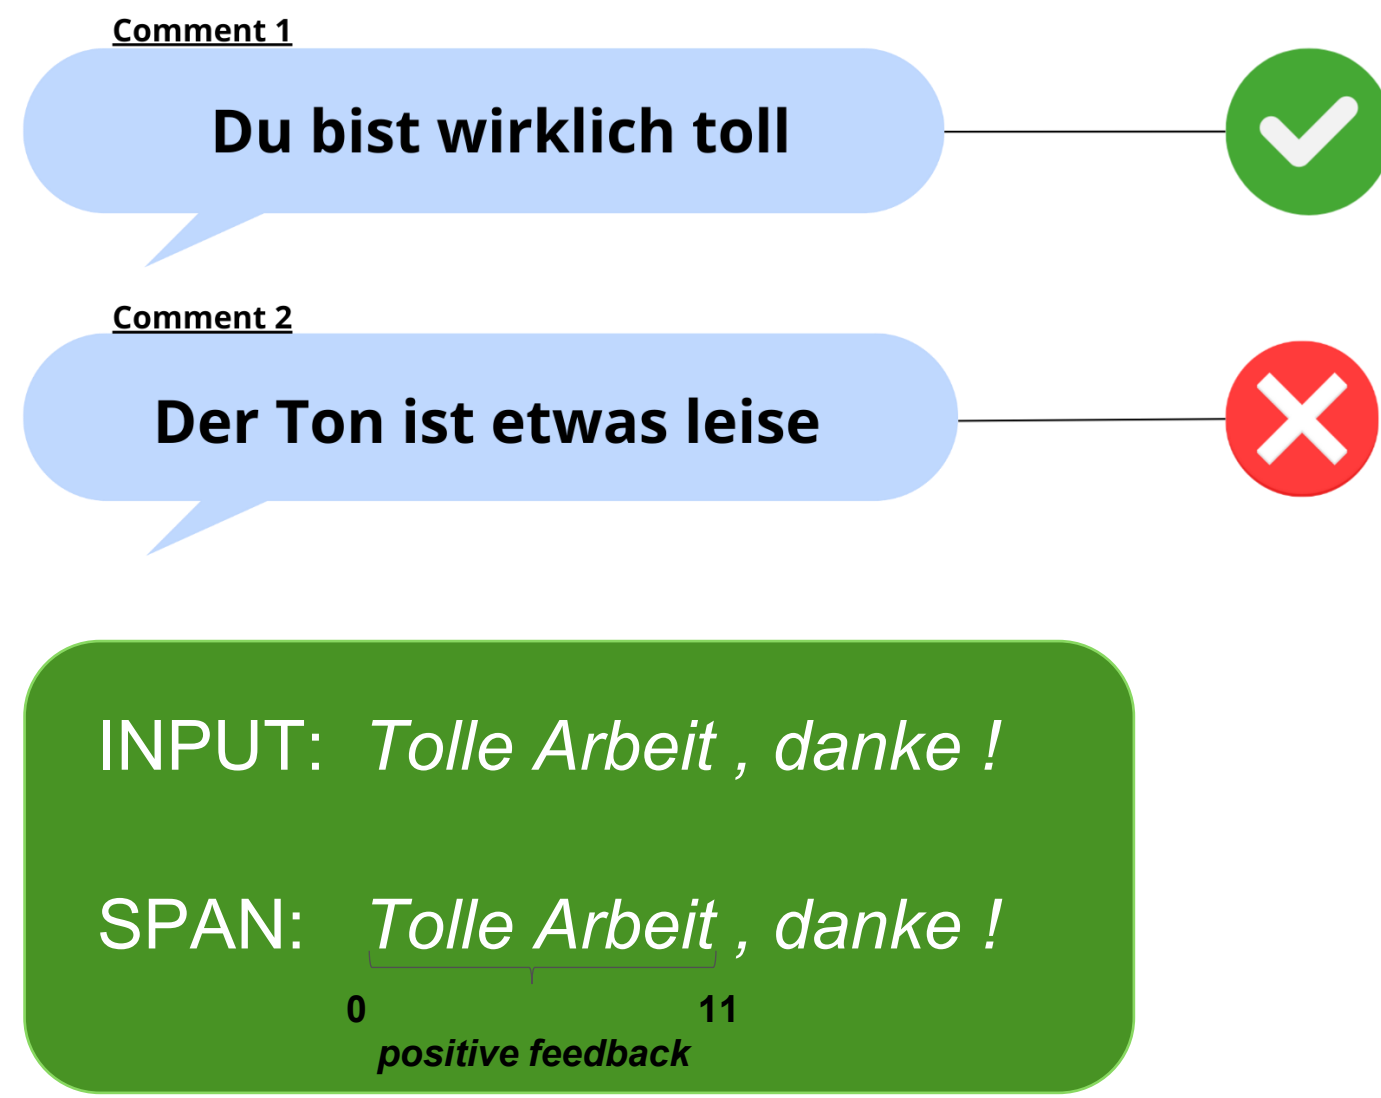 Comment 1
Du bist wirklich toll
Comment 2
Der Ton ist etwas leise
INPUT: Tolle Arbeit , danke !
SPAN: Tolle Arbeit , danke !
0 11
positive feedback